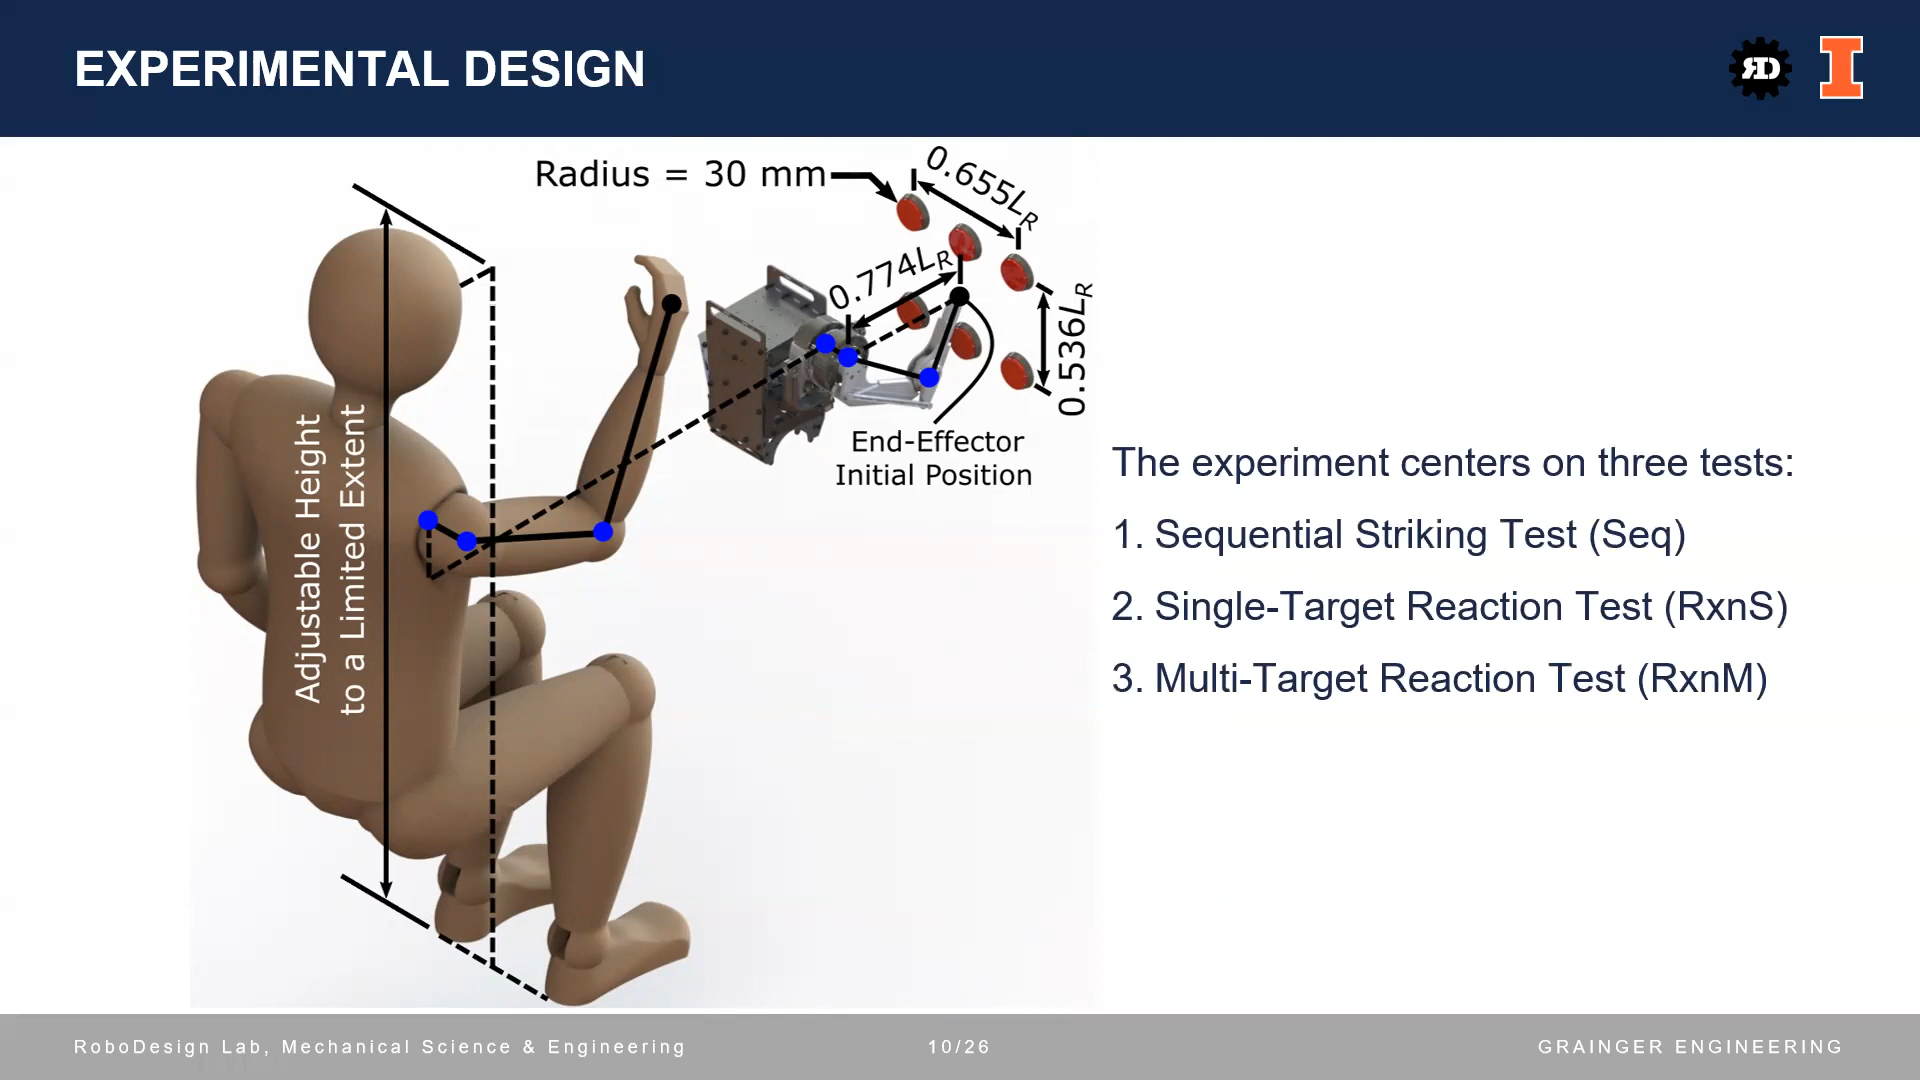 EXPERIMENTAL DESIGN
RD
I
Radius = 30 mm
0.655L_R
0.774L_R
0.536L_R
End-Effector
Initial Position
Adjustable Height
to a Limited Extent
The experiment centers on three tests:
1. Sequential Striking Test (Seq)
2. Single-Target Reaction Test (RxnS)
3. Multi-Target Reaction Test (RxnM)
RoboDesign Lab, Mechanical Science & Engineering
10/26
GRAINGER ENGINEERING